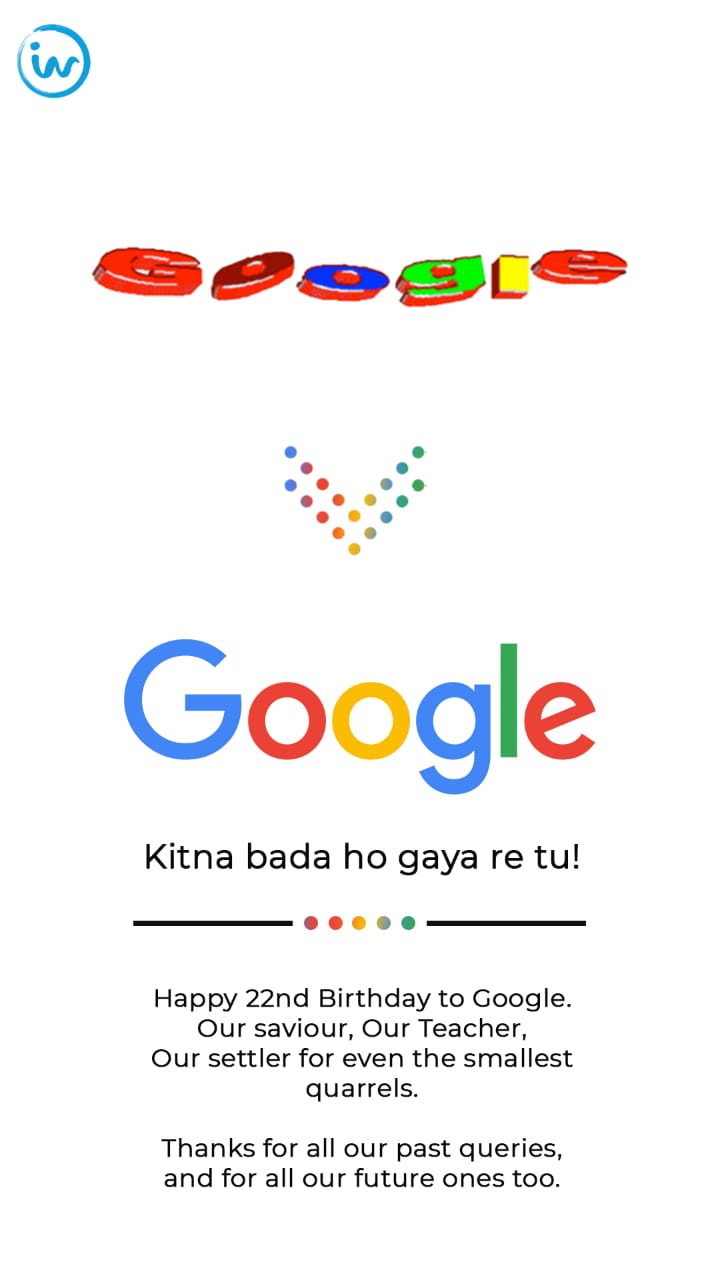 iw
Google
Google
Kitna bada ho gaya re tu!
Happy 22nd Birthday to Google.
Our saviour, Our Teacher,
Our settler for even the smallest
quarrels.
Thanks for all our past queries,
and for all our future ones too.